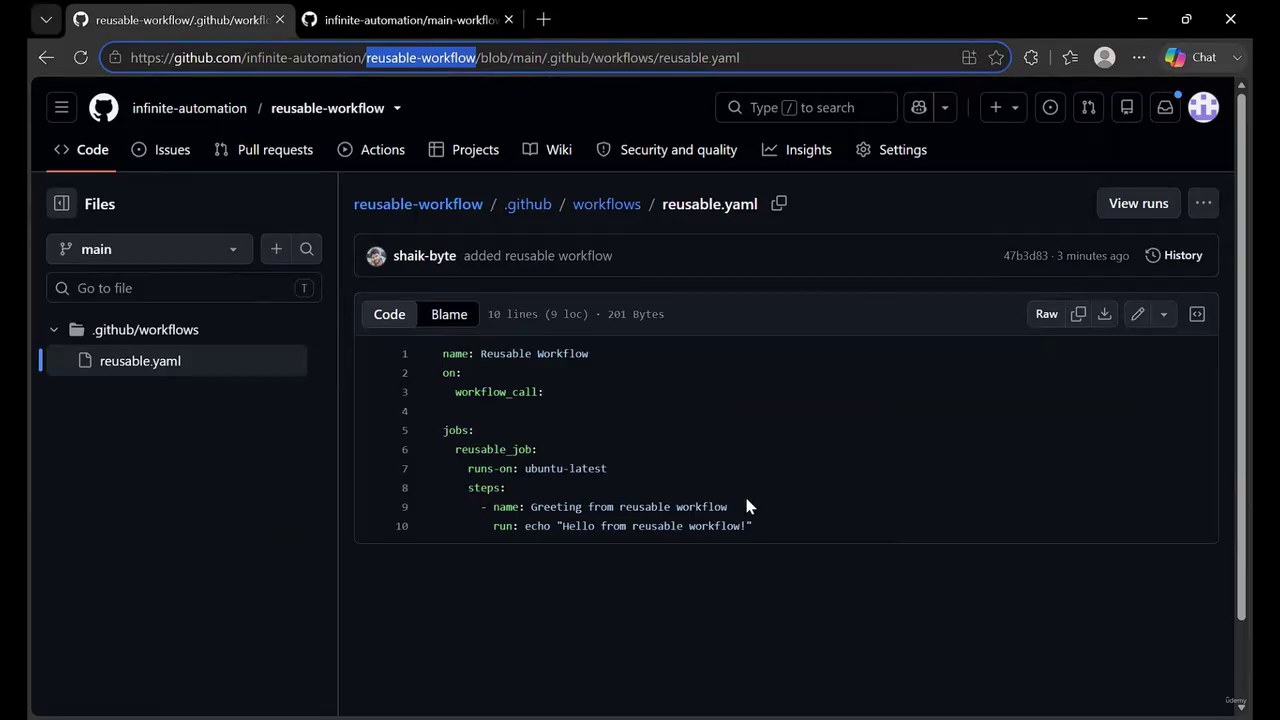 reusable-workflow/.github/workfl
infinite-automation/main-workflow
https://github.com/infinite-automation/reusable-workflow/blob/main/.github/workflows/reusable.yaml
Chat
infinite-automation / reusable-workflow
Type / to search
Code
Issues
Pull requests
Actions
Projects
Wiki
Security and quality
Insights
Settings
Files
reusable-workflow / .github / workflows / reusable.yaml
View runs
main
shaik-byte added reusable workflow
47b3d83 · 3 minutes ago
History
Go to file
T
Code
Blame
10 lines (9 loc) · 201 Bytes
Raw
.github/workflows
reusable.yaml
1 name: Reusable Workflow
2 on:
3 workflow_call:
4
5 jobs:
6 reusable_job:
7 runs-on: ubuntu-latest
8 steps:
9 - name: Greeting from reusable workflow
10 run: echo "Hello from reusable workflow!"
udemy